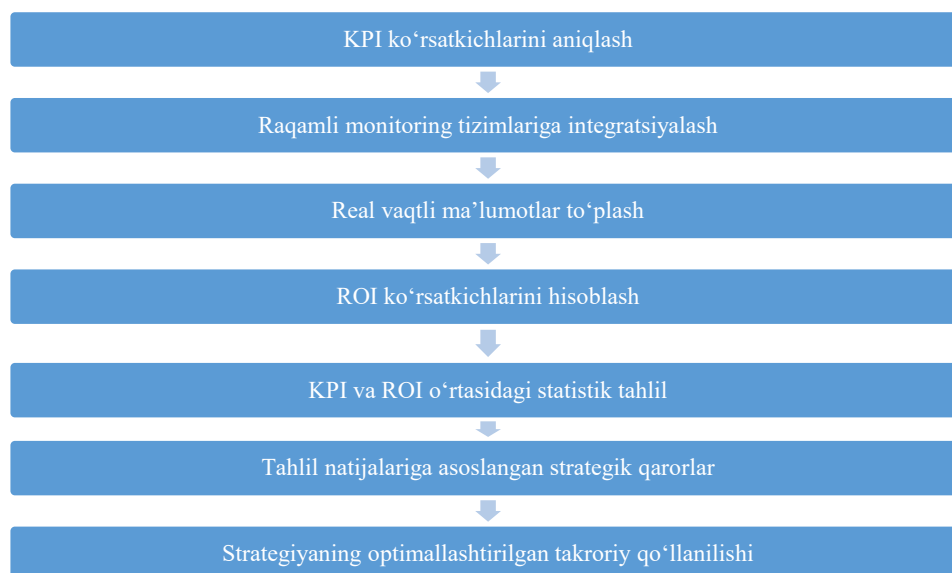 KPI ko‘rsatkichlarini aniqlash
Raqamli monitoring tizimlariga integratsiyalash
Real vaqtli ma’lumotlar to‘plash
ROI ko‘rsatkichlarini hisoblash
KPI va ROI o‘rtasidagi statistik tahlil
Tahlil natijalariga asoslangan strategik qarorlar
Strategiyaning optimallashtirilgan takroriy qo‘llanilishi